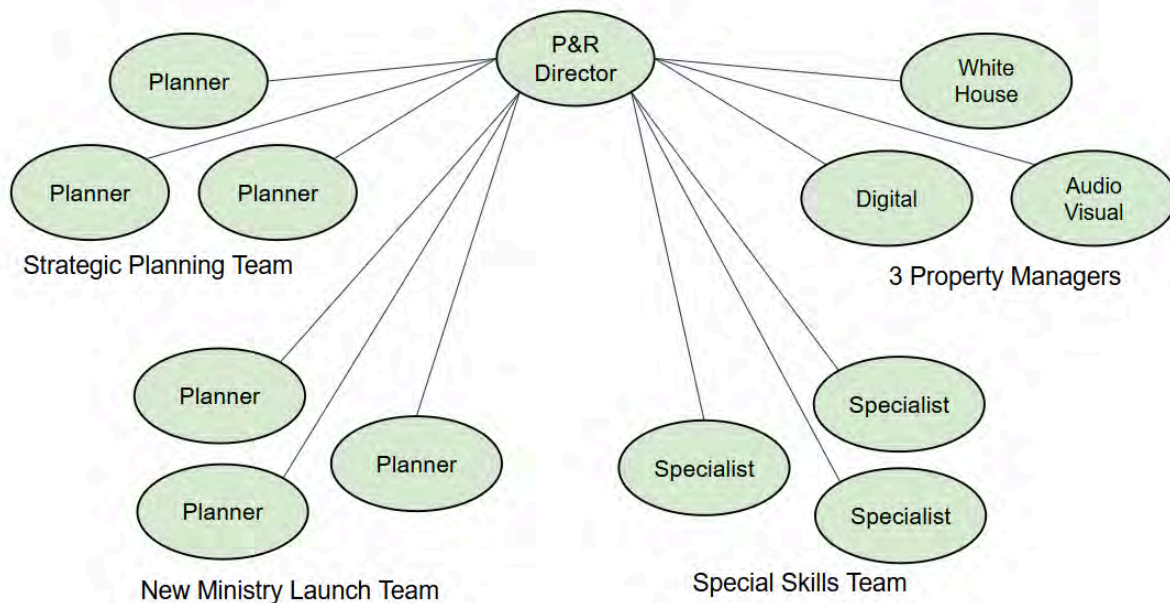 P&R
Director
Planner
Planner
Planner
Strategic Planning Team
White
House
Digital
Audio
Visual
3 Property Managers
Planner
Planner
Planner
New Ministry Launch Team
Specialist
Specialist
Specialist
Special Skills Team